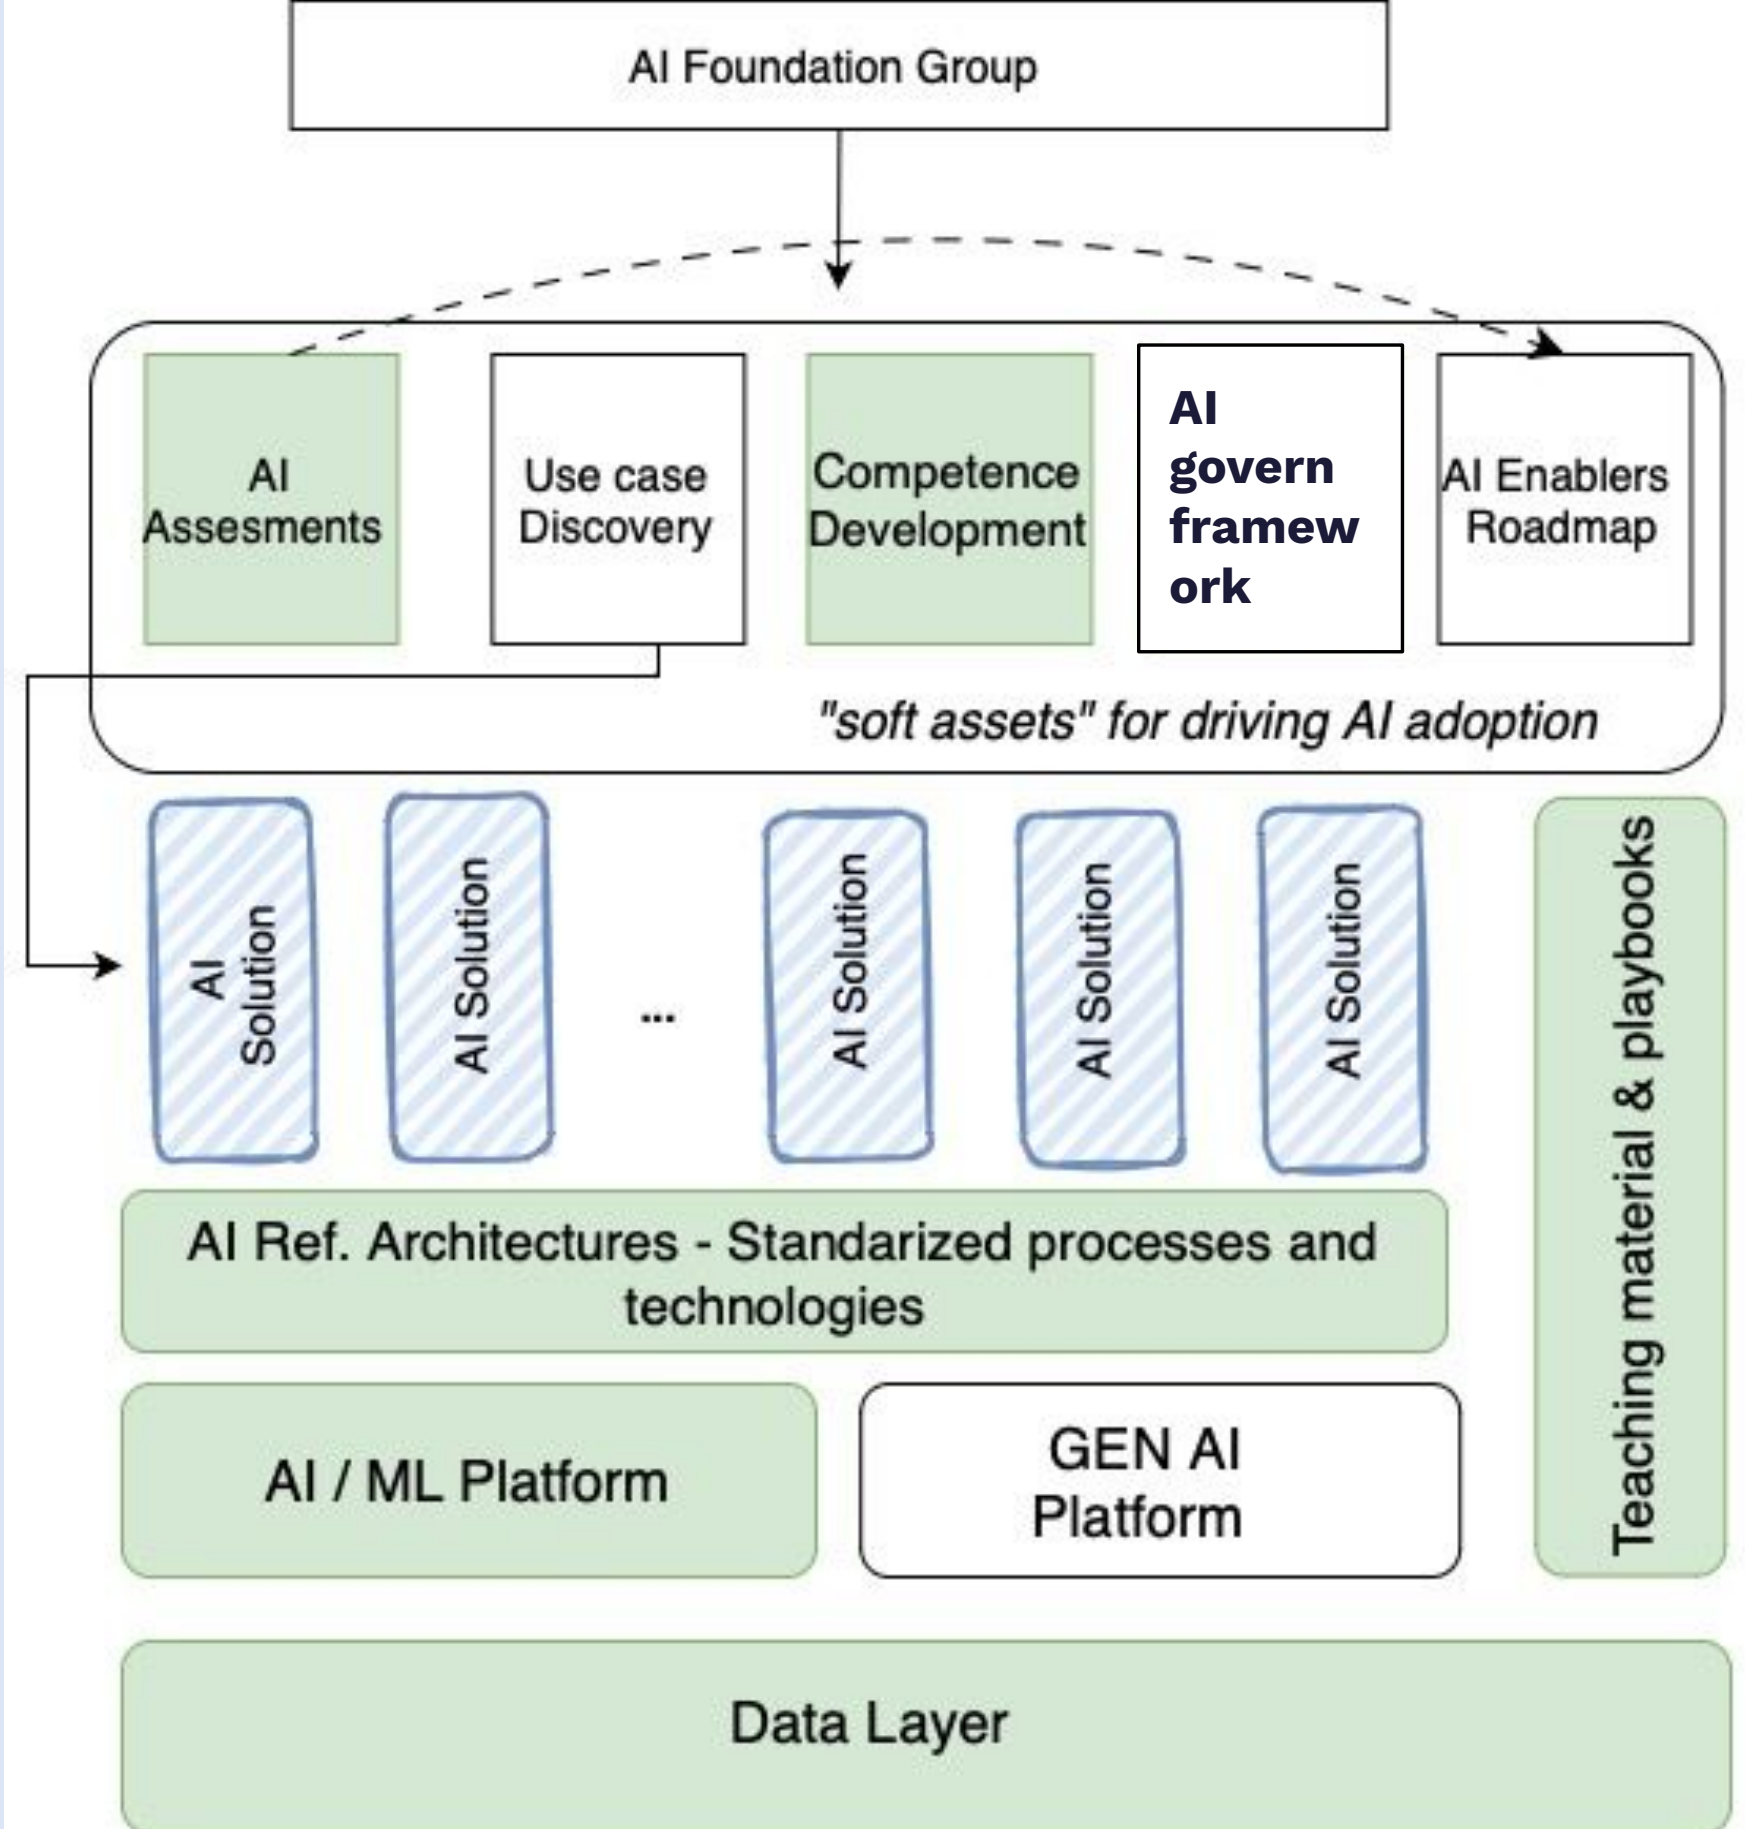 AI Foundation Group
AI
Assesments
Use case
Discovery
Competence
Development
AI
govern
framew
ork
AI Enablers
Roadmap
"soft assets" for driving AI adoption
AI
Solution
AI Solution
...
AI Solution
AI Solution
AI Solution
Teaching material & playbooks
AI Ref. Architectures - Standarized processes and
technologies
AI / ML Platform
GEN AI
Platform
Data Layer